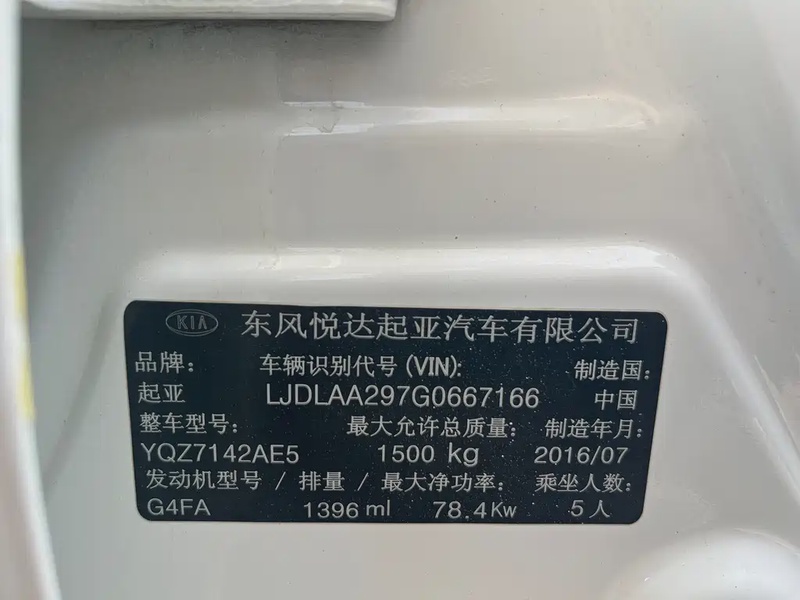 KIA 东风悦达起亚汽车有限公司
品牌: 车辆识别代号(VIN): 制造国:
起亚 LJDLAA297G0667166 中国
整车型号: 最大允许总质量: 制造年月:
YQZ7142AE5 1500 kg 2016/07
发动机型号 / 排量 / 最大净功率: 乘坐人数:
G4FA 1396 ml 78.4Kw 5人